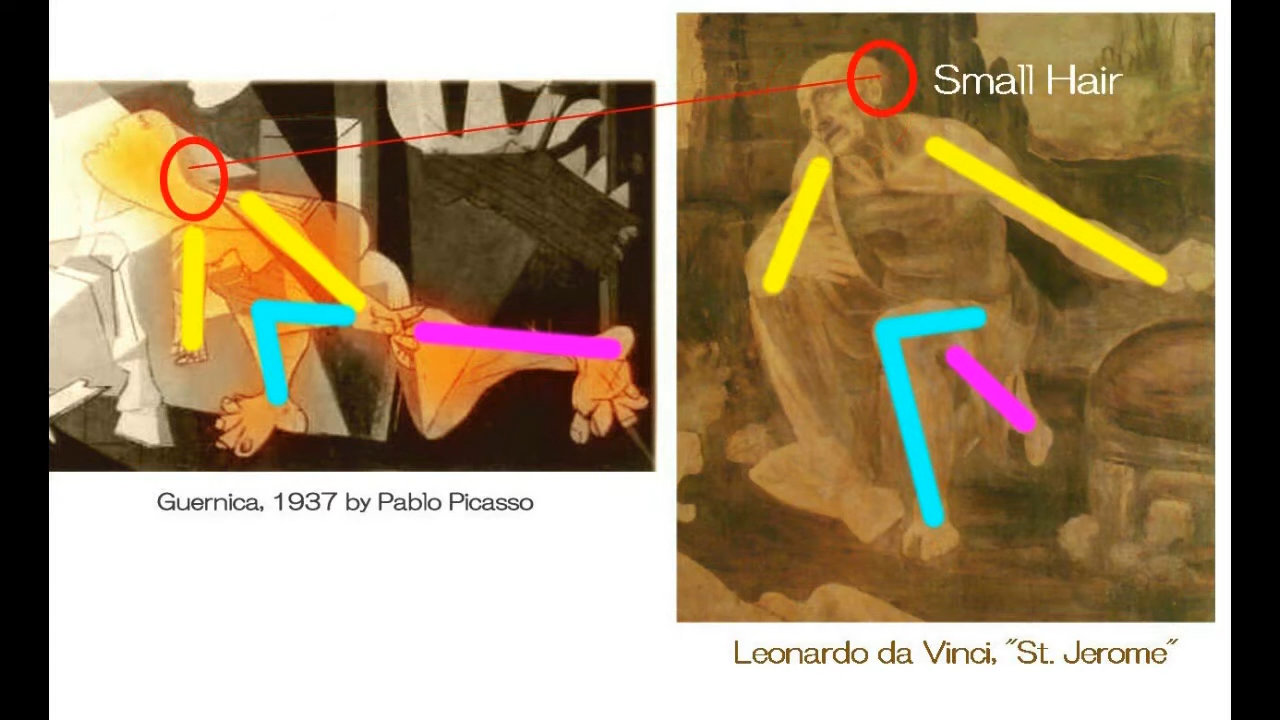 Small Hair
Guernica, 1937 by Pablo Picasso
Leonardo da Vinci, "St. Jerome"